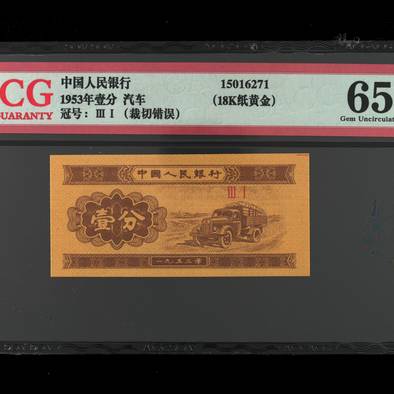 CG
GUARANTY
中国人民银行
1953年壹分 汽车
冠号：Ⅲ Ⅰ（裁切错误）
15016271
（18K纸黄金）
65
Gem Uncirculat
中国人民银行
Ⅲ Ⅰ
壹分
一九五三年